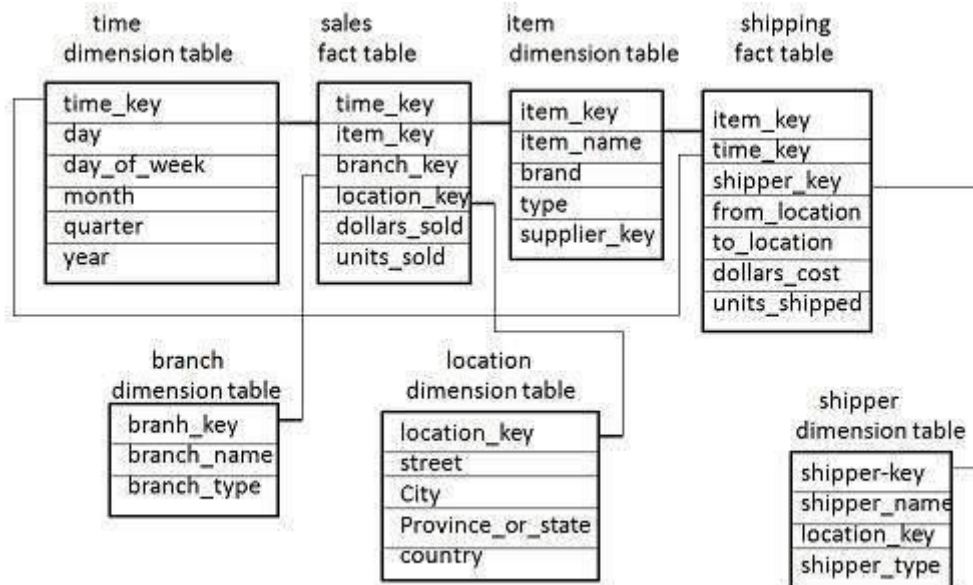 time
dimension table
time_key
day
day_of_week
month
quarter
year
sales
fact table
time_key
item_key
branch_key
location_key
dollars_sold
units_sold
item
dimension table
item_key
item_name
brand
type
supplier_key
shipping
fact table
item_key
time_key
shipper_key
from_location
to_location
dollars_cost
units_shipped
branch
dimension table
branh_key
branch_name
branch_type
location
dimension table
location_key
street
City
Province_or_state
country
shipper
dimension table
shipper-key
shipper_name
location_key
shipper_type